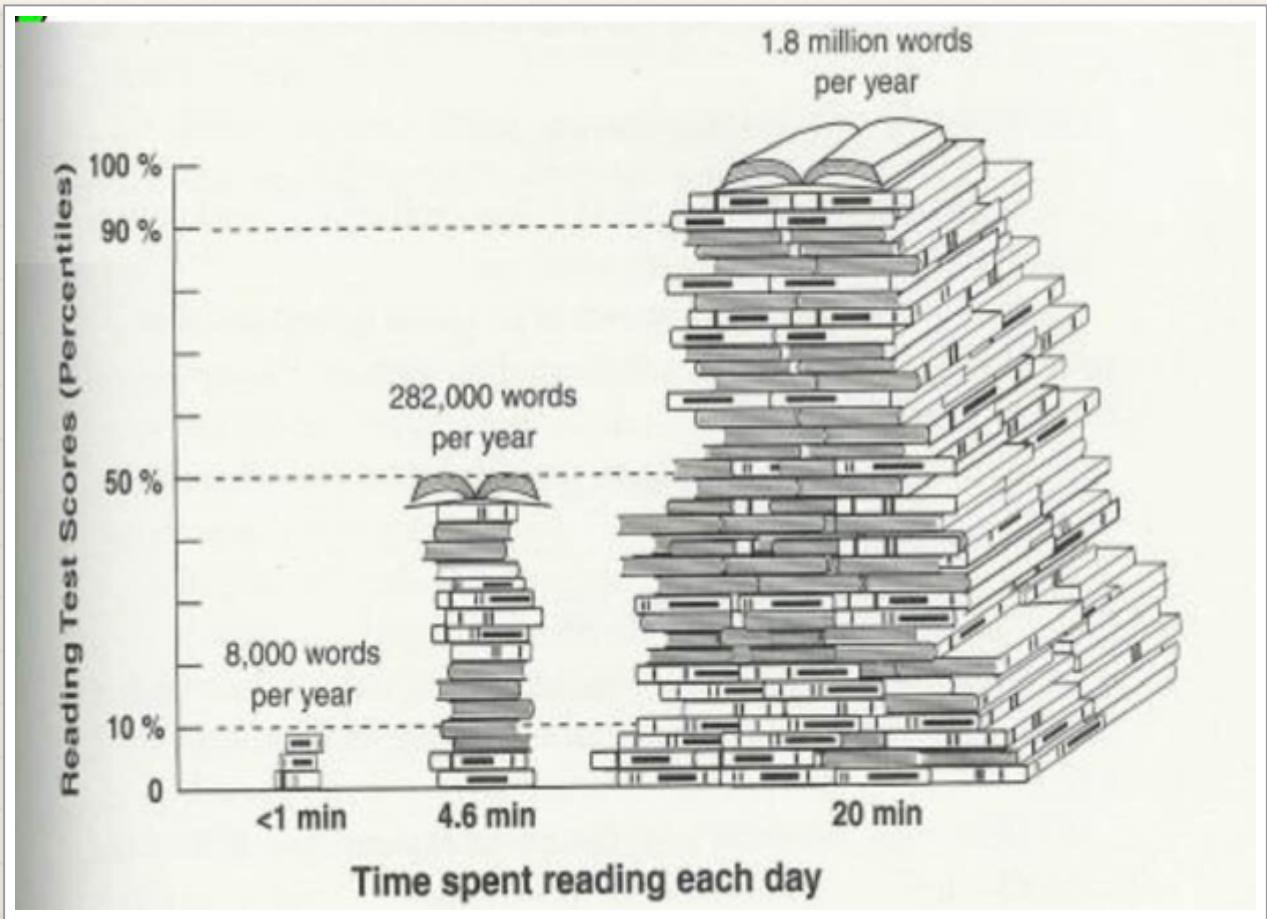 1.8 million words
per year
100 %
90 %
282,000 words
per year
50 %
8,000 words
per year
10 %
0
Reading Test Scores (Percentiles)
<1 min
4.6 min
20 min
Time spent reading each day